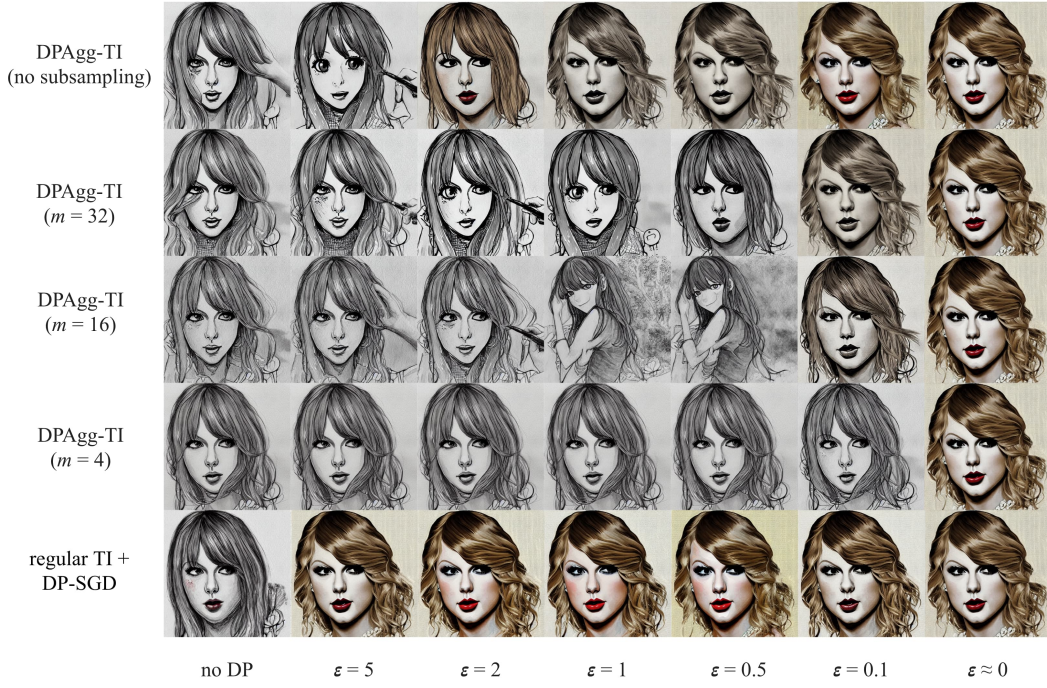 DPAgg-TI
(no subsampling)
DPAgg-TI
(m = 32)
DPAgg-TI
(m = 16)
DPAgg-TI
(m = 4)
regular TI +
DP-SGD
no DP ε = 5 ε = 2 ε = 1 ε = 0.5 ε = 0.1 ε ≈ 0